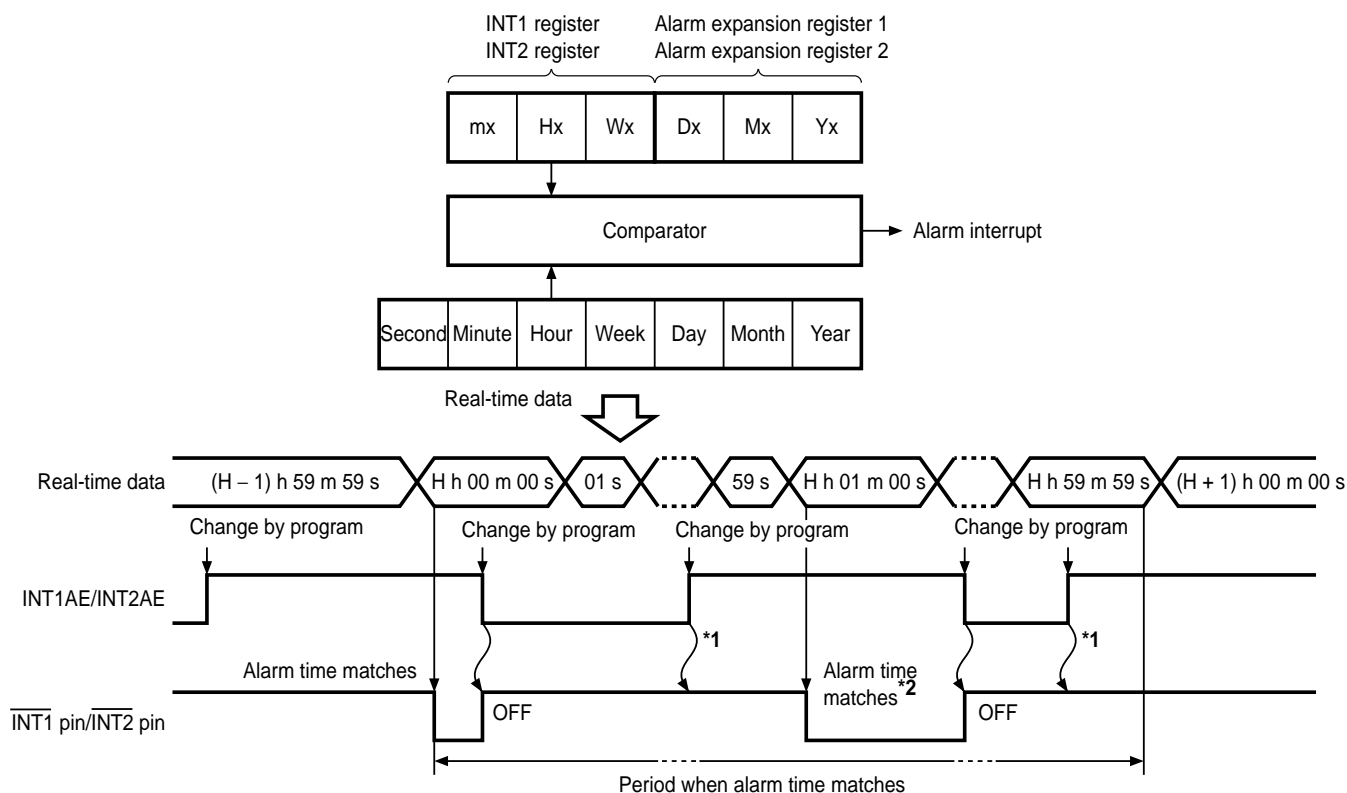 INT1 register Alarm expansion register 1
INT2 register Alarm expansion register 2
mx Hx Wx Dx Mx Yx
Comparator
Alarm interrupt
Second Minute Hour Week Day Month Year
Real-time data
Real-time data (H – 1) h 59 m 59 s H h 00 m 00 s 01 s 59 s H h 01 m 00 s H h 59 m 59 s (H + 1) h 00 m 00 s
Change by program Change by program Change by program Change by program
INT1AE/INT2AE
*1 *1
Alarm time matches Alarm time
matches*2
INT1 pin/INT2 pin OFF OFF
Period when alarm time matches